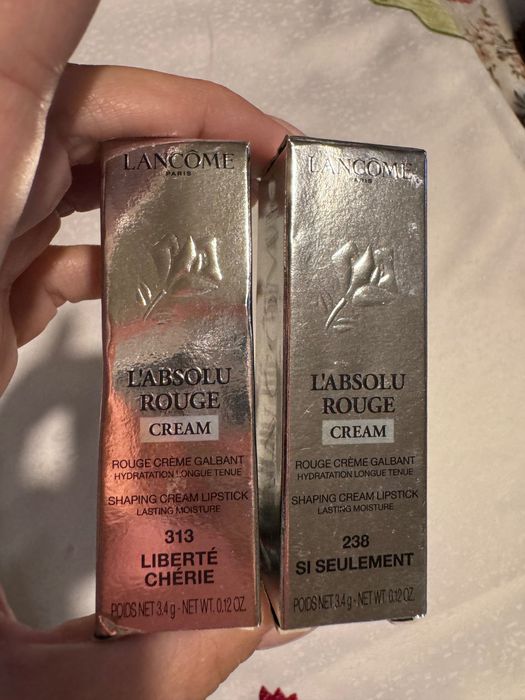 LANCÔME
PARIS
L'ABSOLU
ROUGE
CREAM
ROUGE CRÈME GALBANT
HYDRATATION LONGUE TENUE
SHAPING CREAM LIPSTICK
LASTING MOISTURE
313
LIBERTÉ
CHÉRIE
POIDS NET 3.4 g - NET WT. 0.12 OZ.
LANCÔME
PARIS
L'ABSOLU
ROUGE
CREAM
ROUGE CRÈME GALBANT
HYDRATATION LONGUE TENUE
SHAPING CREAM LIPSTICK
LASTING MOISTURE
238
SI SEULEMENT
POIDS NET 3.4 g - NET WT. 0.12 OZ.